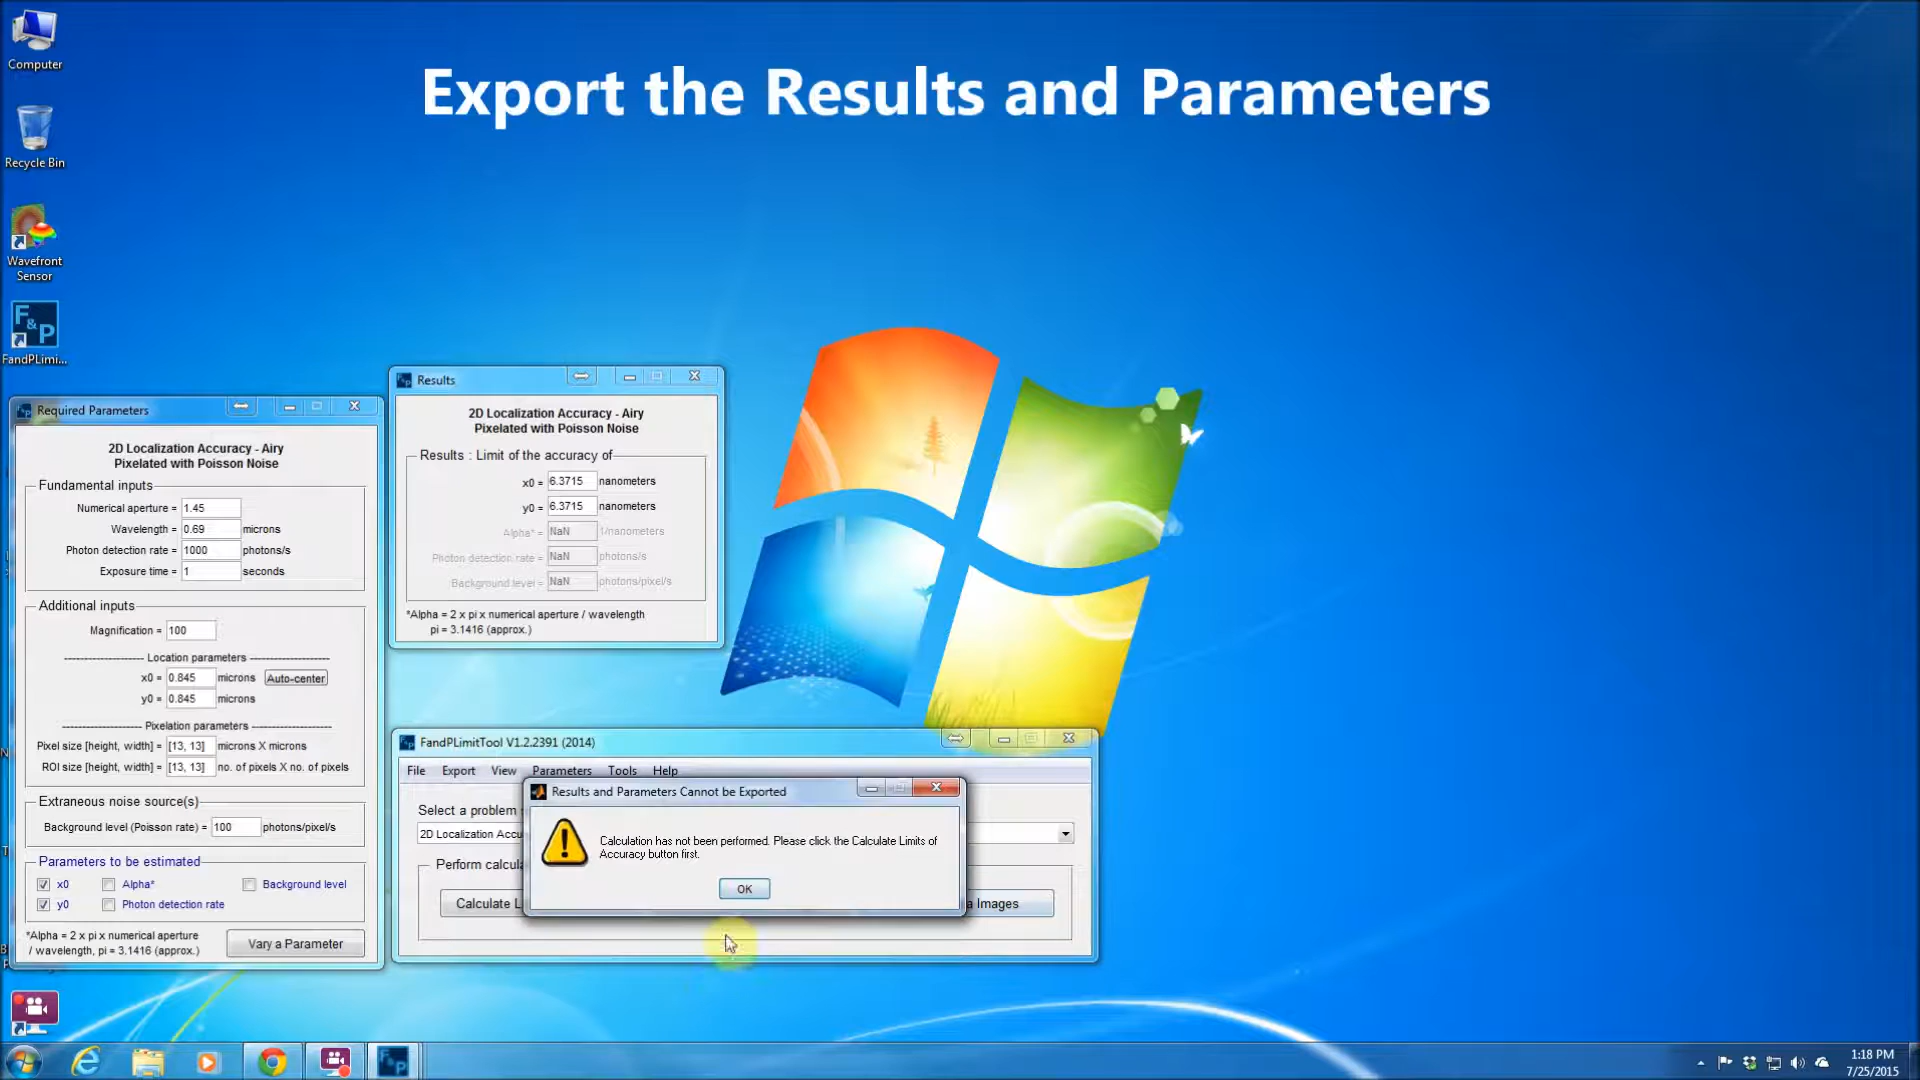 Export the Results and Parameters
Computer
Recycle Bin
Wavefront
Sensor
F&P
FandPLimi...
Required Parameters
2D Localization Accuracy - Airy
Pixelated with Poisson Noise
Fundamental inputs
Numerical aperture = 1.45
Wavelength = 0.69 microns
Photon detection rate = 1000 photons/s
Exposure time = 1 seconds
Additional inputs
Magnification = 100
Location parameters
x0 = 0.845 microns Auto-center
y0 = 0.845 microns
Pixelation parameters
Pixel size [height, width] = [13, 13] microns X microns
ROI size [height, width] = [13, 13] no. of pixels X no. of pixels
Extraneous noise source(s)
Background level (Poisson rate) = 100 photons/pixel/s
Parameters to be estimated
x0 Alpha* Background level
y0 Photon detection rate
*Alpha = 2 x pi x numerical aperture
/ wavelength, pi = 3.1416 (approx.)
Vary a Parameter
Results
2D Localization Accuracy - Airy
Pixelated with Poisson Noise
Results : Limit of the accuracy of
x0 = 6.3715 nanometers
y0 = 6.3715 nanometers
Alpha* = NaN 1/nanometers
Photon detection rate = NaN photons/s
Background level = NaN photons/pixel/s
*Alpha = 2 x pi x numerical aperture / wavelength
pi = 3.1416 (approx.)
FandPLimitTool V1.2.2391 (2014)
File Export View Parameters Tools Help
Select a problem
2D Localization Accu
Perform calcula
Calculate L
a Images
Results and Parameters Cannot be Exported
Calculation has not been performed. Please click the Calculate Limits of
Accuracy button first.
OK
1:18 PM
7/25/2015